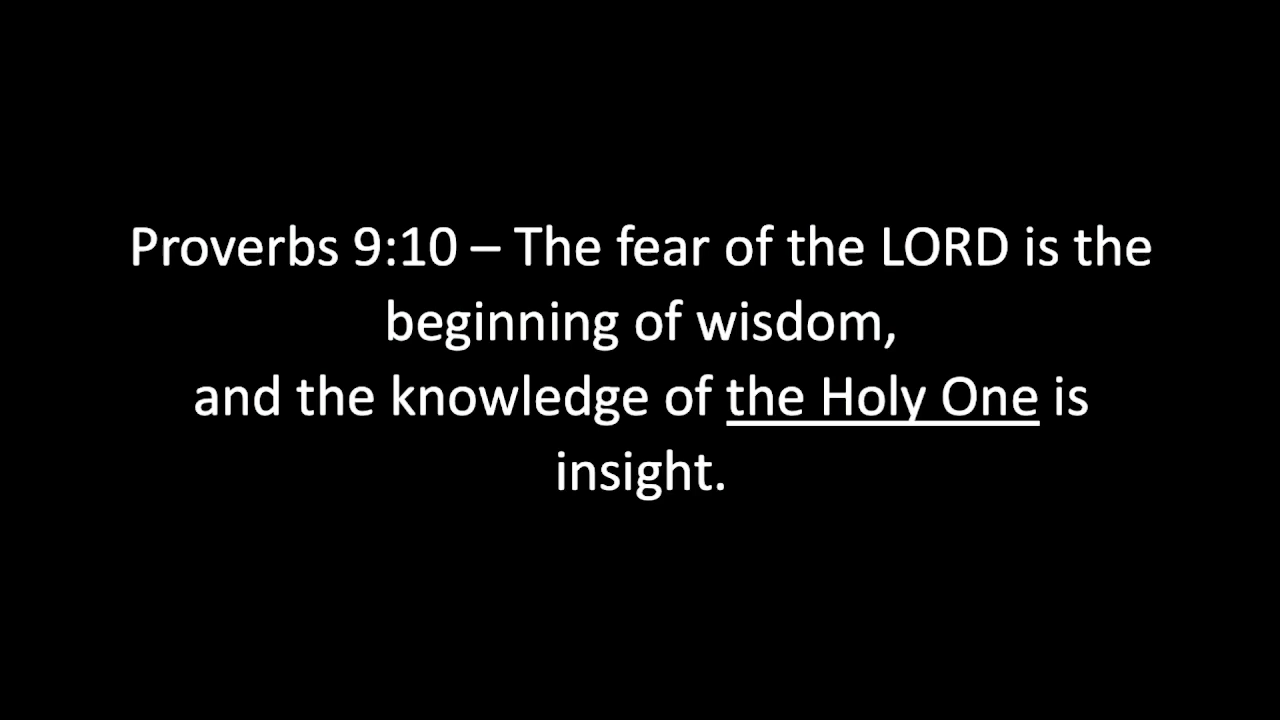 Proverbs 9:10 – The fear of the LORD is the
beginning of wisdom,
and the knowledge of the Holy One is
insight.